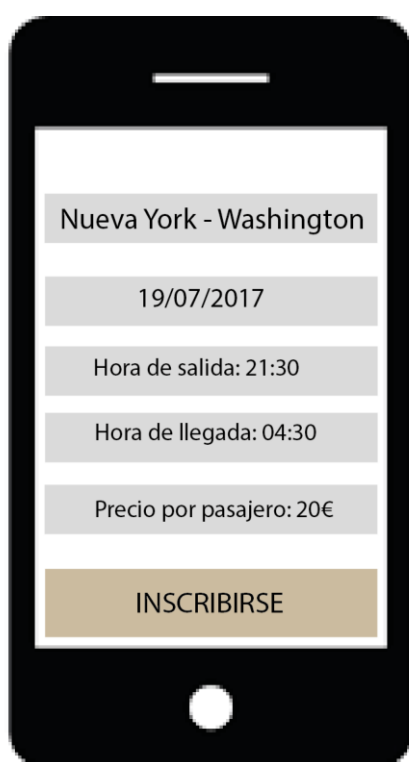 Nueva York - Washington
19/07/2017
Hora de salida: 21:30
Hora de llegada: 04:30
Precio por pasajero: 20€
INSCRIBIRSE